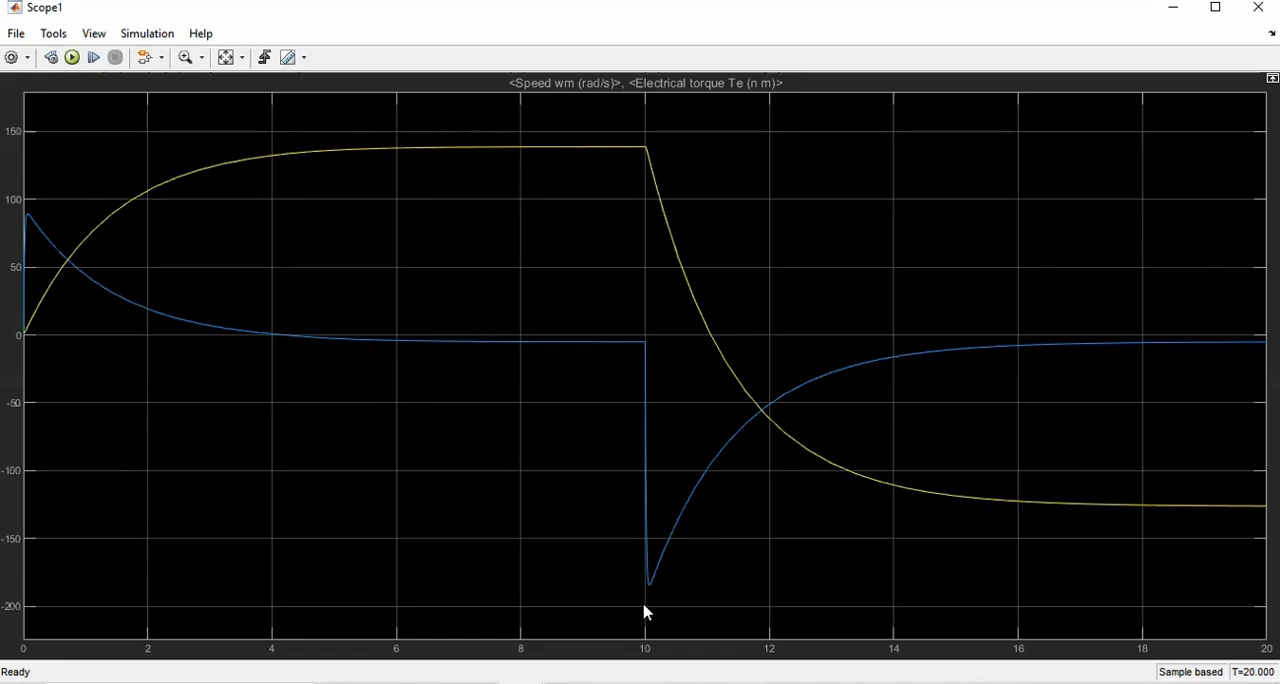 Scope1
File Tools View Simulation Help
<Speed wm (rad/s)>, <Electrical torque Te (n m)>
150
100
50
0
-50
-100
-150
-200
0 2 4 6 8 10 12 14 16 18 20
Ready Sample based T=20.000